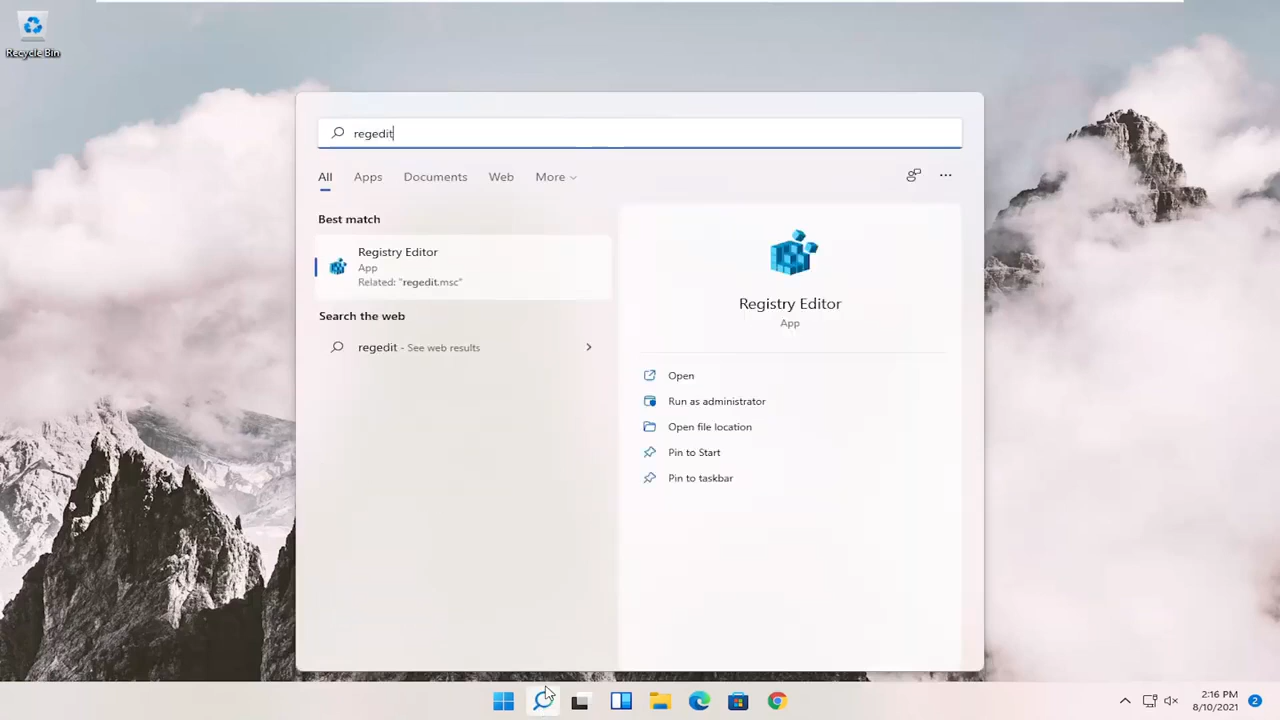 Recycle Bin
regedit
All Apps Documents Web More
Best match
Registry Editor
App
Related: "regedit.msc"
Search the web
regedit - See web results
Registry Editor
App
Open
Run as administrator
Open file location
Pin to Start
Pin to taskbar
2:16 PM
8/10/2021
2